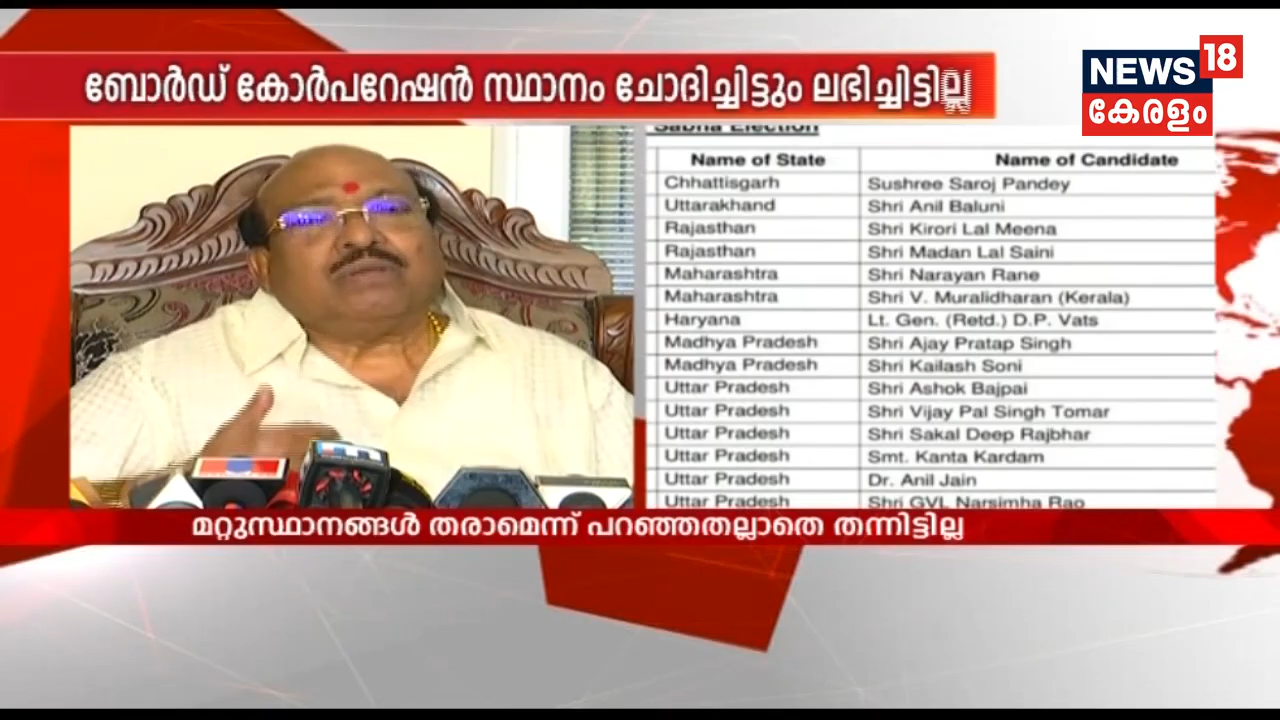 ബോർഡ് കോർപറേഷൻ സ്ഥാനം ചോദിച്ചിട്ടും ലഭിച്ചിട്ടില്ല
NEWS 18
കേരളം
Sabha Election
Name of State Name of Candidate
Chhattisgarh Sushree Saroj Pandey
Uttarakhand Shri Anil Baluni
Rajasthan Shri Kirori Lal Meena
Rajasthan Shri Madan Lal Saini
Maharashtra Shri Narayan Rane
Maharashtra Shri V. Muralidharan (Kerala)
Haryana Lt. Gen. (Retd.) D.P. Vats
Madhya Pradesh Shri Ajay Pratap Singh
Madhya Pradesh Shri Kailash Soni
Uttar Pradesh Shri Ashok Bajpai
Uttar Pradesh Shri Vijay Pal Singh Tomar
Uttar Pradesh Shri Sakal Deep Rajbhar
Uttar Pradesh Smt. Kanta Kardam
Uttar Pradesh Dr. Anil Jain
Uttar Pradesh Shri GVL Narsimha Rao
മറ്റുസ്ഥാനങ്ങൾ തരാമെന്ന് പറഞ്ഞതല്ലാതെ തന്നിട്ടില്ല